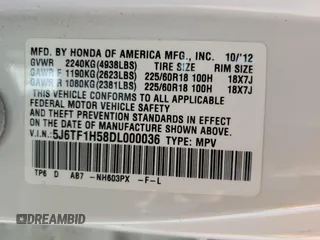 MFD. BY HONDA OF AMERICA MFG., INC. 10/'12
GVWR 2240KG(4938LBS) TIRE SIZE RIM SIZE
GAWR F 1190KG(2623LBS) 225/60R18 100H 18X7J
GAWR R 1080KG(2381LBS) 225/60R18 100H 18X7J
THIS VEHICLE CONFORMS TO ALL APPLICABLE
FEDERAL MOTOR VEHICLE SAFETY AND
THEFT PREVENTION STANDARDS IN EFFECT ON
THE DATE OF MANUFACTURE SHOWN ABOVE.
V.I.N.: 5J6TF1H58DL000036 TYPE: MPV
TP6 D AB7 -NH603PX -F-L